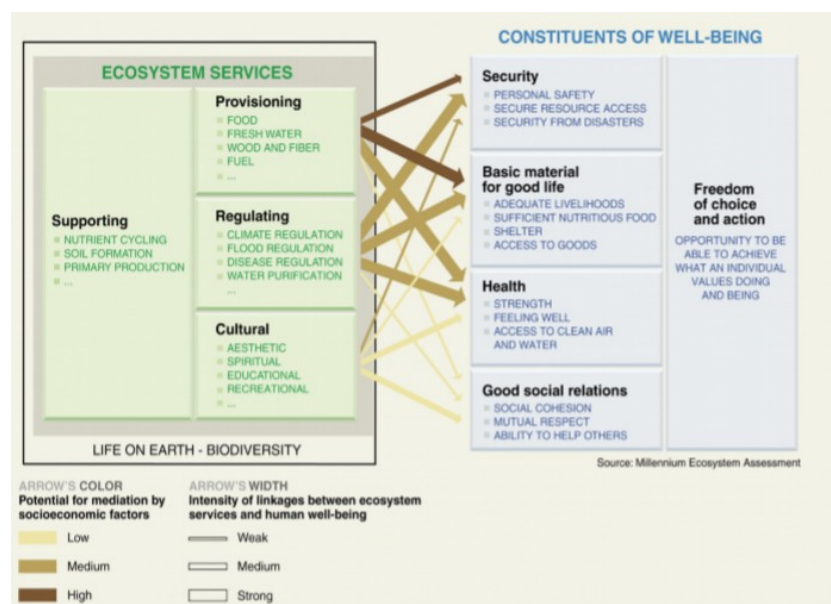 CONSTITUENTS OF WELL-BEING
ECOSYSTEM SERVICES
Supporting
NUTRIENT CYCLING
SOIL FORMATION
PRIMARY PRODUCTION
...
Provisioning
FOOD
FRESH WATER
WOOD AND FIBER
FUEL
...
Regulating
CLIMATE REGULATION
FLOOD REGULATION
DISEASE REGULATION
WATER PURIFICATION
...
Cultural
AESTHETIC
SPIRITUAL
EDUCATIONAL
RECREATIONAL
...
LIFE ON EARTH - BIODIVERSITY
Security
PERSONAL SAFETY
SECURE RESOURCE ACCESS
SECURITY FROM DISASTERS
Basic material
for good life
ADEQUATE LIVELIHOODS
SUFFICIENT NUTRITIOUS FOOD
SHELTER
ACCESS TO GOODS
Health
STRENGTH
FEELING WELL
ACCESS TO CLEAN AIR
AND WATER
Good social relations
SOCIAL COHESION
MUTUAL RESPECT
ABILITY TO HELP OTHERS
Freedom
of choice
and action
OPPORTUNITY TO BE
ABLE TO ACHIEVE
WHAT AN INDIVIDUAL
VALUES DOING
AND BEING
Source: Millennium Ecosystem Assessment
ARROW'S COLOR
Potential for mediation by
socioeconomic factors
Low
Medium
High
ARROW'S WIDTH
Intensity of linkages between ecosystem
services and human well-being
Weak
Medium
Strong